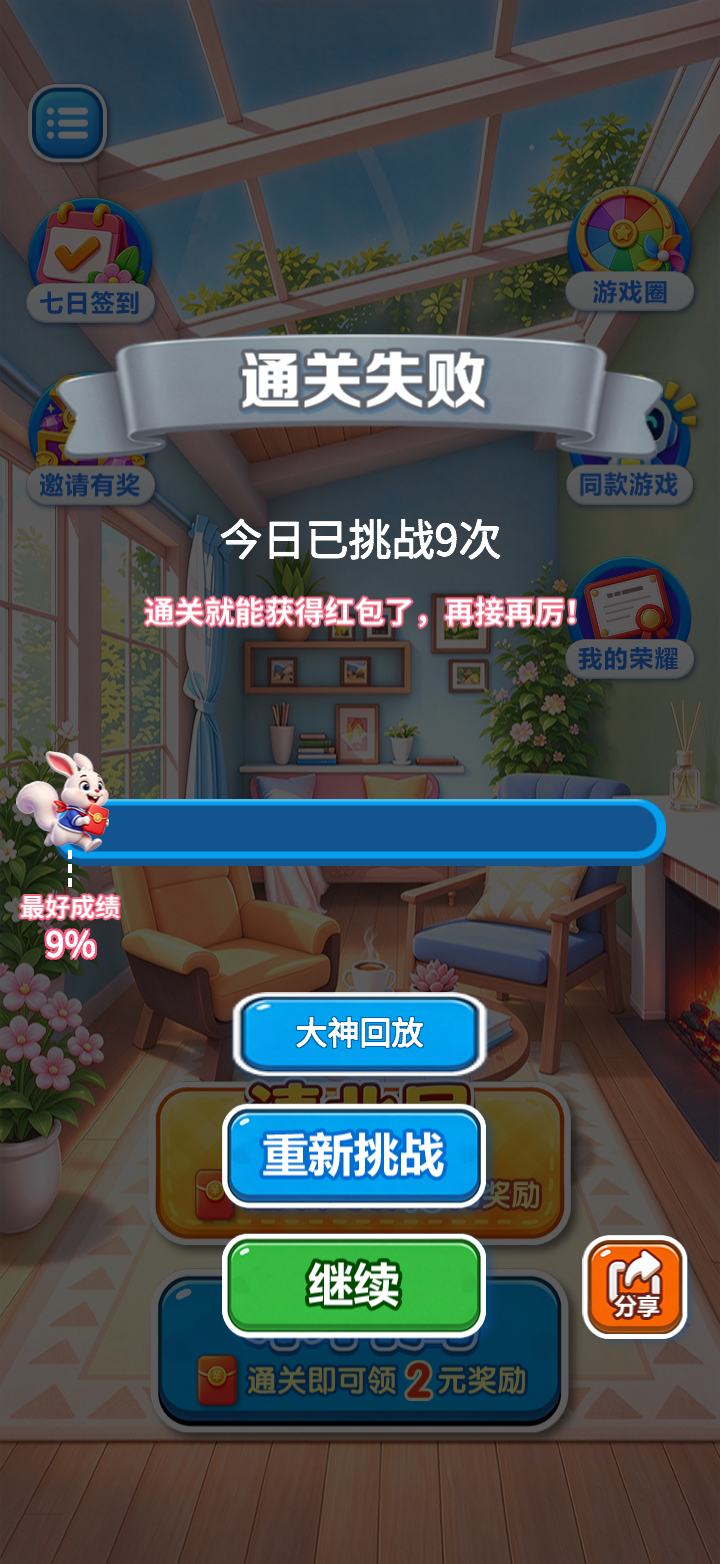 七日签到
游戏圈
通关失败
邀请有奖
同款游戏
今日已挑战9次
通关就能获得红包了，再接再厉！
我的荣耀
最好成绩
9%
大神回放
重新挑战
奖励
继续
分享
通关即可领2元奖励